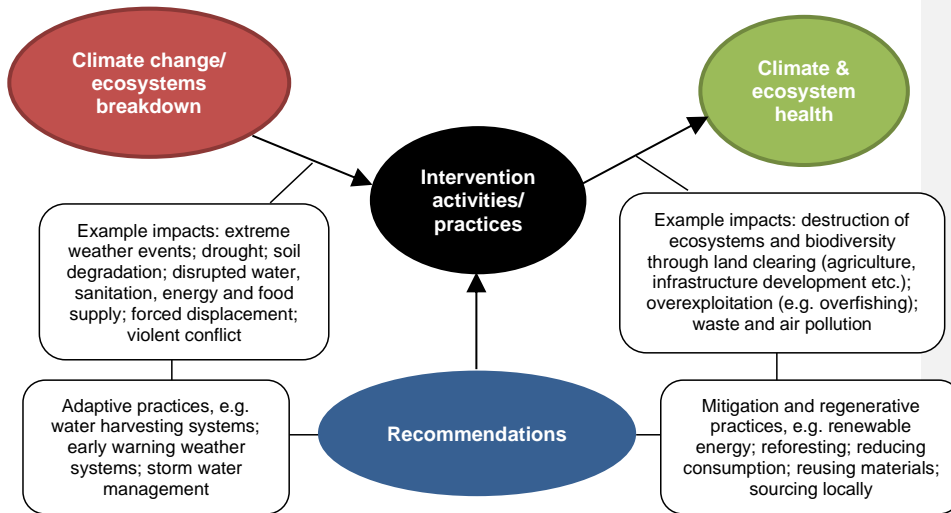 Climate change/
ecosystems
breakdown
Climate &
ecosystem
health
Intervention
activities/
practices
Example impacts: extreme
weather events; drought; soil
degradation; disrupted water,
sanitation, energy and food
supply; forced displacement;
violent conflict
Example impacts: destruction of
ecosystems and biodiversity
through land clearing (agriculture,
infrastructure development etc.);
overexploitation (e.g. overfishing);
waste and air pollution
Adaptive practices, e.g.
water harvesting systems;
early warning weather
systems; storm water
management
Recommendations
Mitigation and regenerative
practices, e.g. renewable
energy; reforesting; reducing
consumption; reusing materials;
sourcing locally